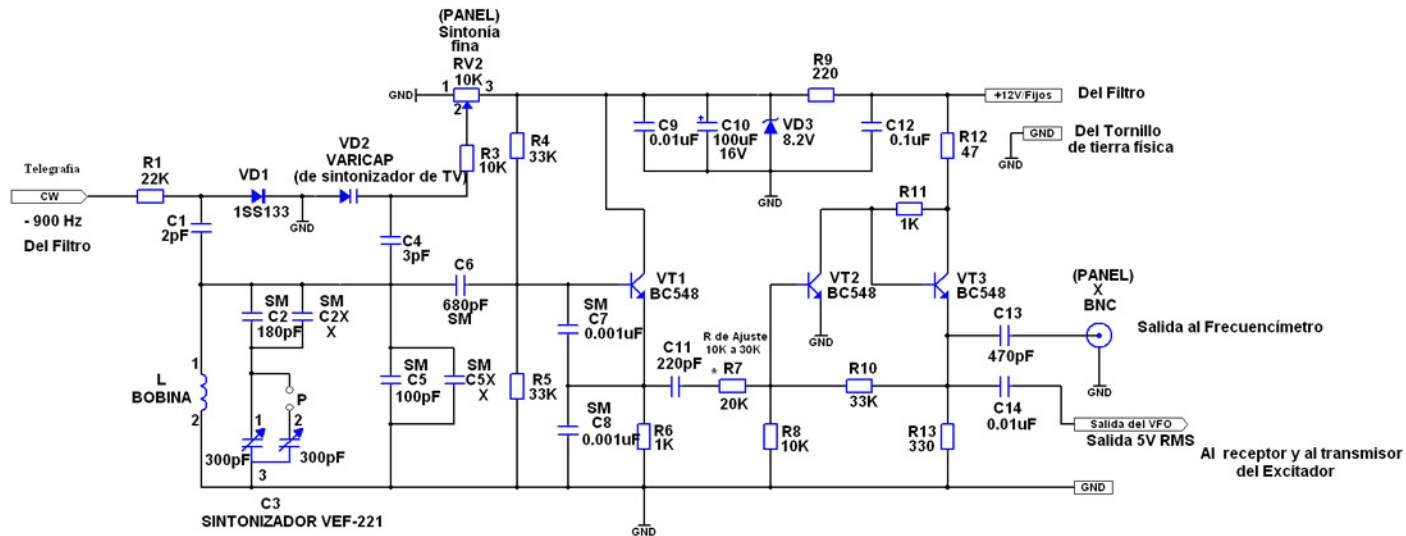 (PANEL)
Sintonía
fina
RV2
10K
1
3
2
GND
R9
220
+12V/Fijos
Del Filtro
GND
Del Tornillo
de tierra física
GND
C9
0.01uF
+
C10
100uF
16V
VD3
8.2V
C12
0.1uF
R12
47
GND
R4
33K
R3
10K
VD2
VARICAP
(de sintonizador de TV)
Telegrafia
CW
- 900 Hz
Del Filtro
R1
22K
VD1
1SS133
GND
C1
2pF
C4
3pF
C6
680pF
SM
R11
1K
VT1
BC548
VT2
BC548
VT3
BC548
GND
(PANEL)
X
BNC
C13
470pF
Salida al Frecuencímetro
GND
SM
C2
180pF
SM
C2X
X
SM
C7
0.001uF
C11
220pF
R de Ajuste
10K a 30K
*
R7
20K
R10
33K
C14
0.01uF
Salida del VFO
Salida 5V RMS
Al receptor y al transmisor
del Excitador
1
L
BOBINA
2
SM
C5
100pF
SM
C5X
X
R5
33K
SM
C8
0.001uF
R6
1K
R8
10K
R13
330
P
1
2
300pF
300pF
3
GND
C3
SINTONIZADOR VEF-221
GND